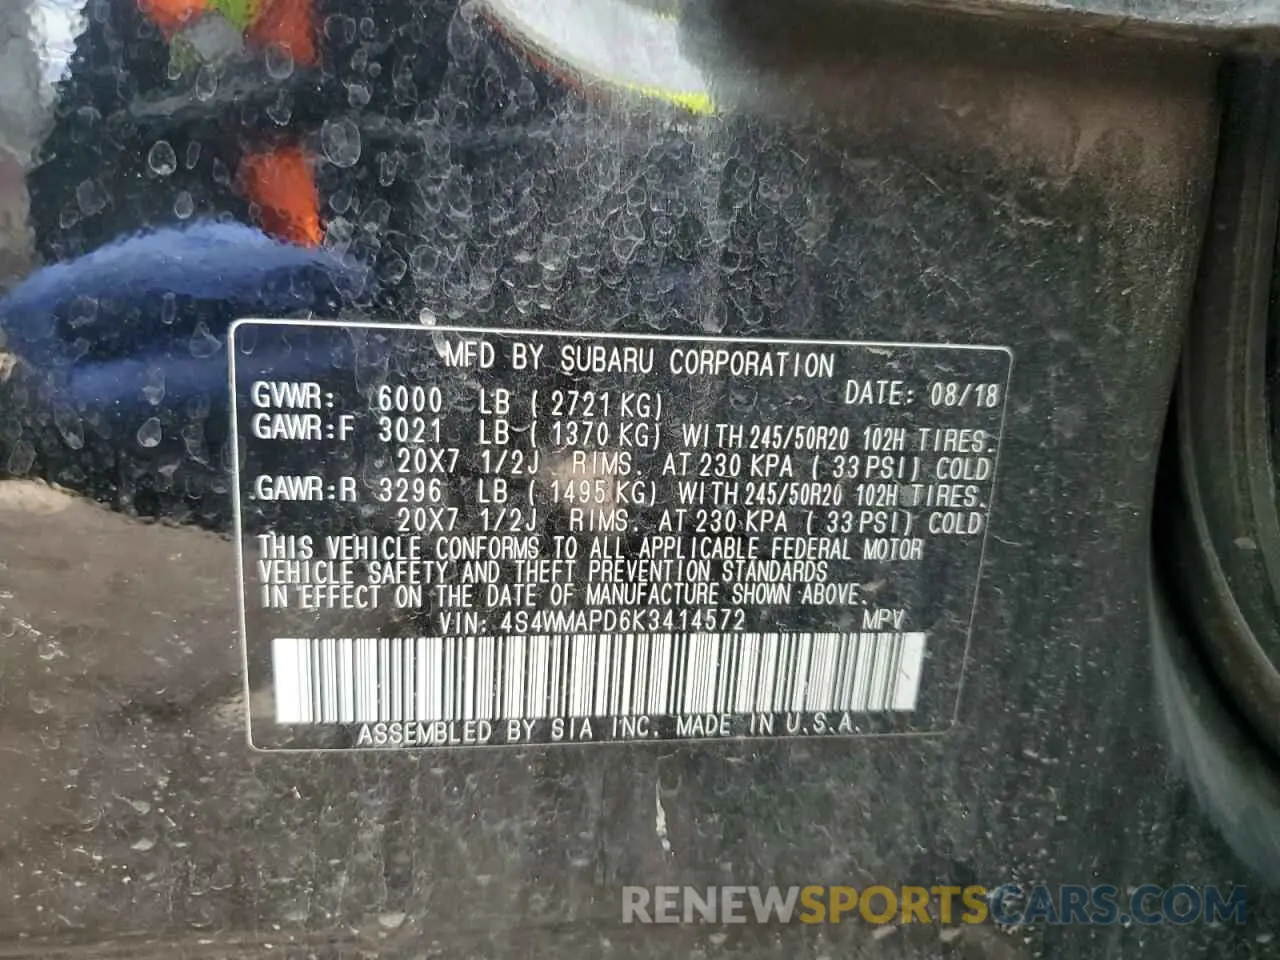 MFD BY SUBARU CORPORATION
GVWR: 6000 LB ( 2721 KG) DATE: 08/18
GAWR:F 3021 LB ( 1370 KG) WITH 245/50R20 102H TIRES.
20X7 1/2J RIMS. AT 230 KPA ( 33 PSI) COLD
GAWR:R 3296 LB ( 1495 KG) WITH 245/50R20 102H TIRES.
20X7 1/2J RIMS. AT 230 KPA ( 33 PSI) COLD
THIS VEHICLE CONFORMS TO ALL APPLICABLE FEDERAL MOTOR
VEHICLE SAFETY AND THEFT PREVENTION STANDARDS
IN EFFECT ON THE DATE OF MANUFACTURE SHOWN ABOVE.
VIN: 4S4WMAPD6K3414572 MPV
ASSEMBLED BY SIA INC. MADE IN U.S.A.
RENEWSPORTSCARS.COM